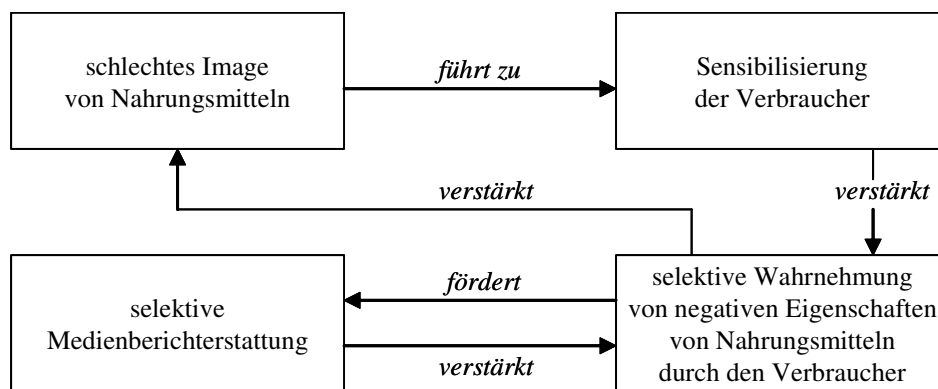 schlechtes Image
von Nahrungsmitteln
führt zu
Sensibilisierung
der Verbraucher
verstärkt
verstärkt
selektive
Medienberichterstattung
fördert
verstärkt
selektive Wahrnehmung
von negativen Eigenschaften
von Nahrungsmitteln
durch den Verbraucher